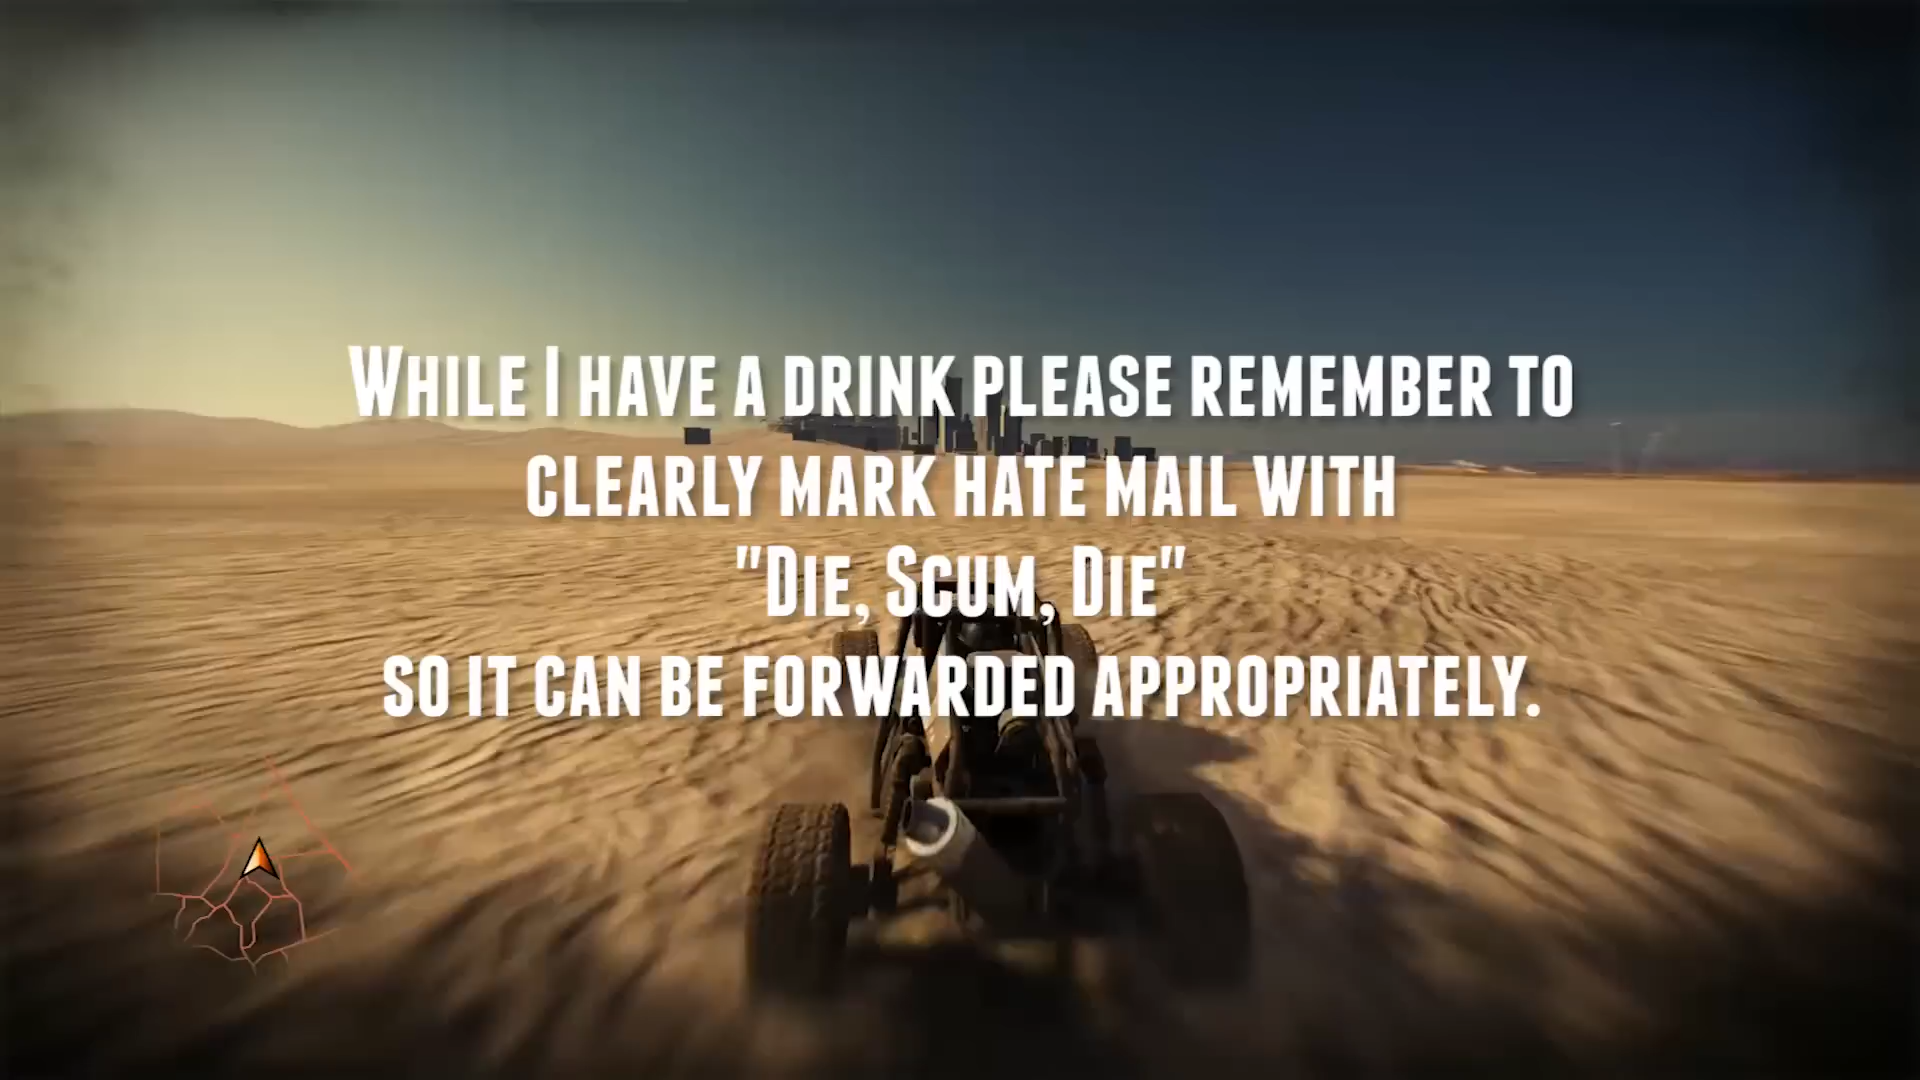 While I have a drink please remember to
clearly mark hate mail with
"Die, Scum, Die"
so it can be forwarded appropriately.